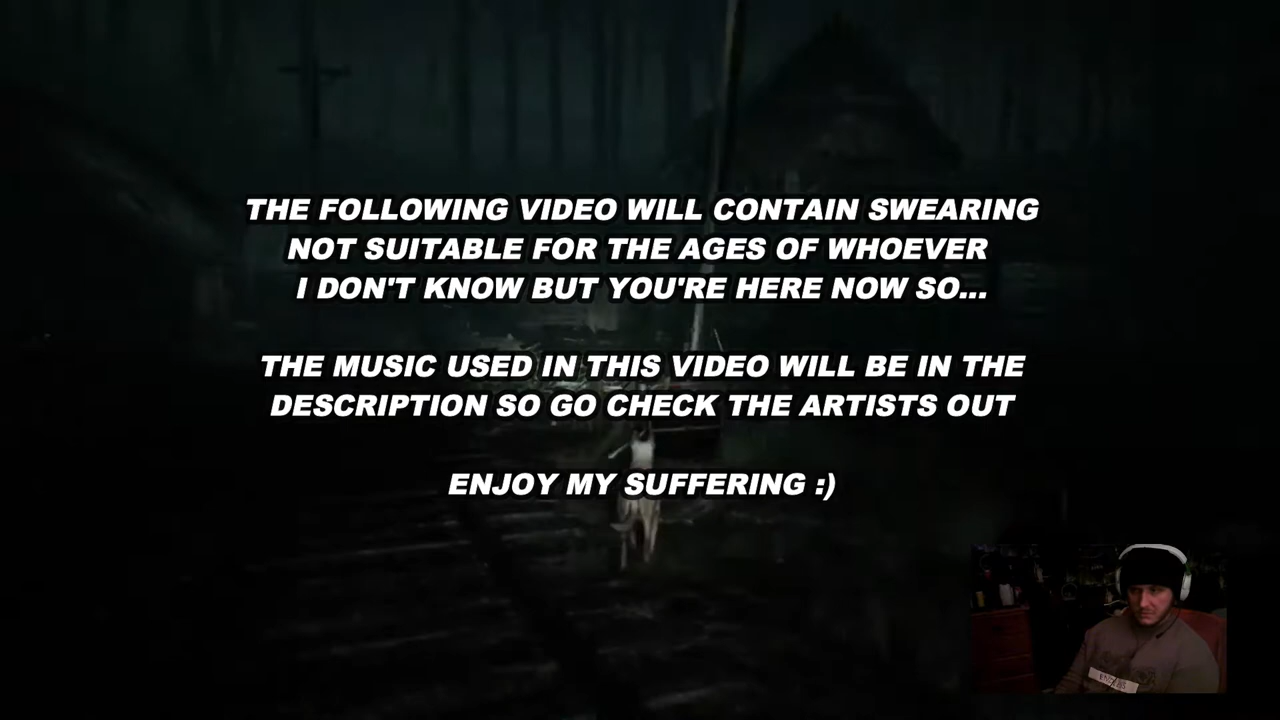 THE FOLLOWING VIDEO WILL CONTAIN SWEARING
NOT SUITABLE FOR THE AGES OF WHOEVER
I DON'T KNOW BUT YOU'RE HERE NOW SO...
THE MUSIC USED IN THIS VIDEO WILL BE IN THE
DESCRIPTION SO GO CHECK THE ARTISTS OUT
ENJOY MY SUFFERING :)